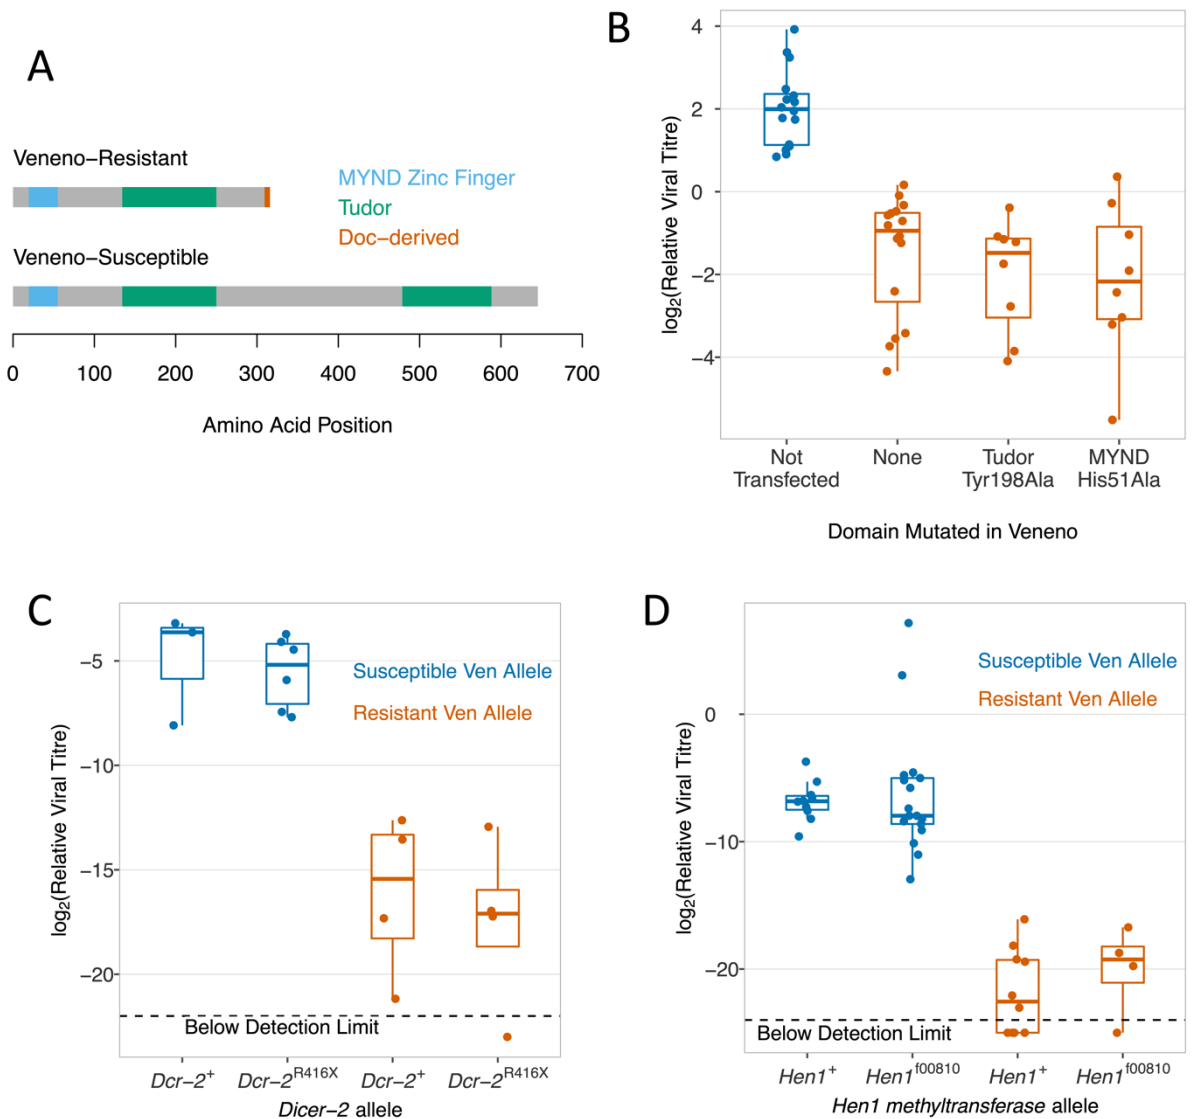 A
Veneno−Resistant
MYND Zinc Finger
Tudor
Doc−derived
Veneno−Susceptible
0 100 200 300 400 500 600 700
Amino Acid Position
B
log2(Relative Viral Titre)
4
2
0
−2
−4
Not Transfected
None
Tudor Tyr198Ala
MYND His51Ala
Domain Mutated in Veneno
C
log2(Relative Viral Titre)
−5
−10
−15
−20
Susceptible Ven Allele
Resistant Ven Allele
Below Detection Limit
Dcr−2+ Dcr−2R416X Dcr−2+ Dcr−2R416X
Dicer−2 allele
D
log2(Relative Viral Titre)
0
−10
−20
Susceptible Ven Allele
Resistant Ven Allele
Below Detection Limit
Hen1+ Hen1f00810 Hen1+ Hen1f00810
Hen1 methyltransferase allele